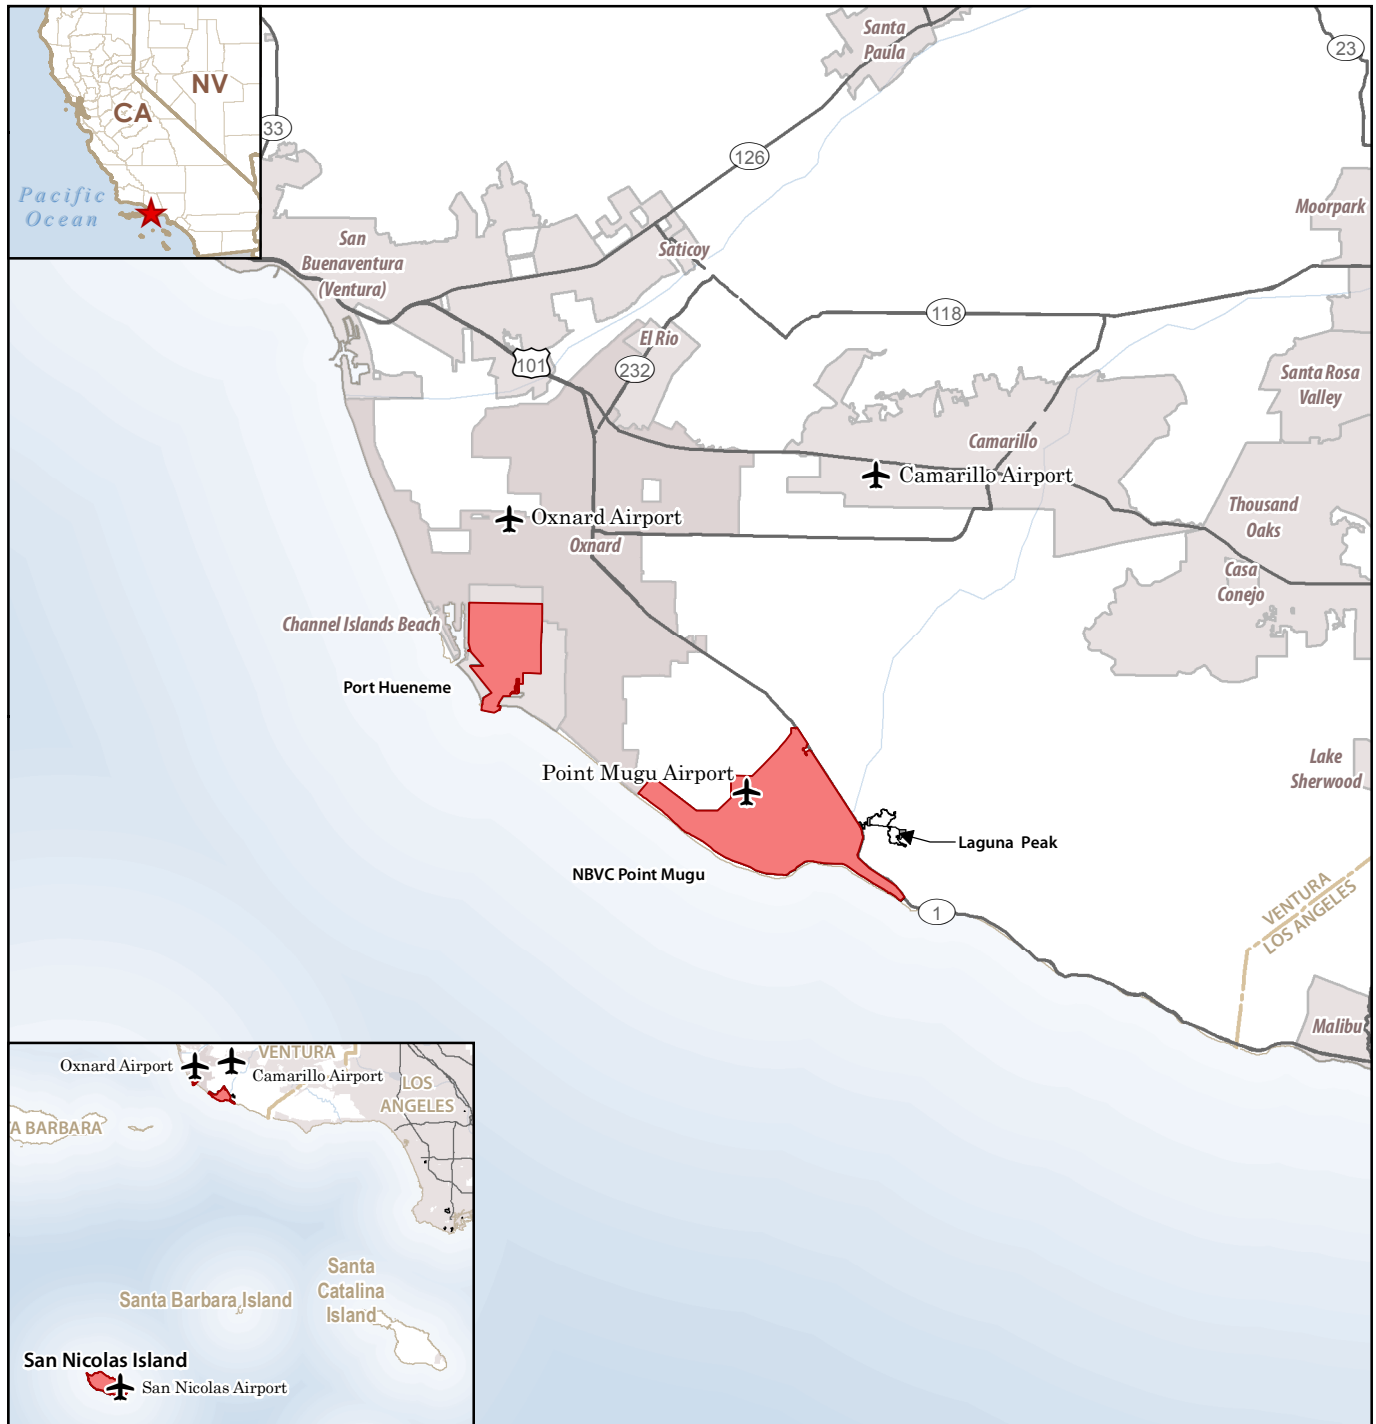 Santa
Paula
23
NV
CA
33
126
Pacific
Ocean
Moorpark
San
Buenaventura
(Ventura)
Saticoy
118
El Rio
101
232
Santa Rosa
Valley
Camarillo
Camarillo Airport
Thousand
Oaks
Oxnard Airport
Oxnard
Casa
Conejo
Channel Islands Beach
Port Hueneme
Lake
Sherwood
Point Mugu Airport
Laguna Peak
NBVC Point Mugu
1
VENTURA
LOS ANGELES
Malibu
VENTURA
Oxnard Airport
Camarillo Airport
LOS
ANGELES
A BARBARA
Santa
Catalina
Island
Santa Barbara Island
San Nicolas Island
San Nicolas Airport